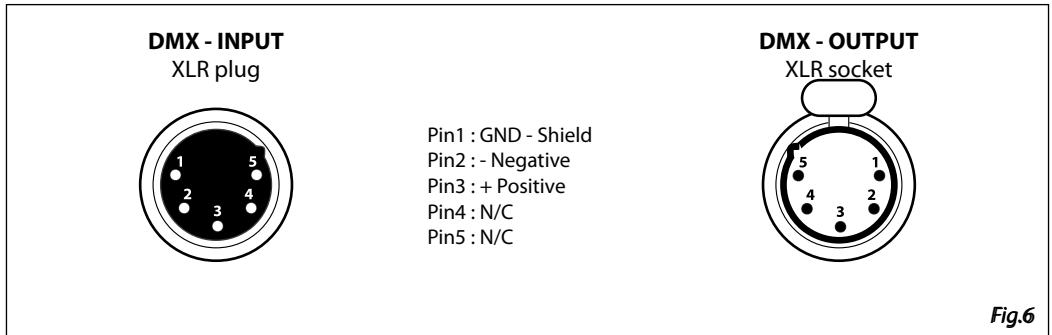 DMX - INPUT
XLR plug
1
5
2
4
3
Pin1 : GND - Shield
Pin2 : - Negative
Pin3 : + Positive
Pin4 : N/C
Pin5 : N/C
DMX - OUTPUT
XLR socket
5
1
4
2
3
Fig.6